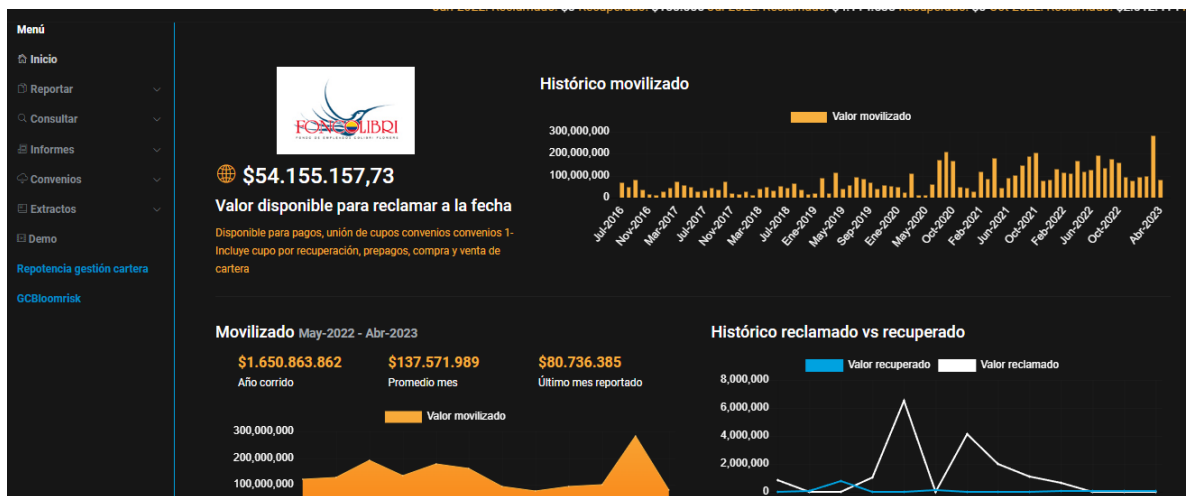 Menú
Inicio
Reportar
Consultar
Informes
Convenios
Extractos
Demo
Repotencia gestión cartera
GCBloomrisk
FONCOLIBRI
FONDO DE EMPLEADOS COLIBRI FLOWERS
$54.155.157,73
Valor disponible para reclamar a la fecha
Disponible para pagos, unión de cupos convenios convenios 1-
Incluye cupo por recuperación, prepagos, compra y venta de
cartera
Histórico movilizado
Valor movilizado
300,000,000
200,000,000
100,000,000
0
Jul-2016 Nov-2016 Mar-2017 Jul-2017 Nov-2017 Mar-2018 Jul-2018 Ene-2019 May-2019 Sep-2019 Ene-2020 May-2020 Oct-2020 Feb-2021 Jun-2021 Oct-2021 Feb-2022 Jun-2022 Oct-2022 Abr-2023
Movilizado May-2022 - Abr-2023
$1.650.863.862 $137.571.989 $80.736.385
Año corrido Promedio mes Último mes reportado
Valor movilizado
300,000,000
200,000,000
100,000,000
Histórico reclamado vs recuperado
Valor recuperado Valor reclamado
8,000,000
6,000,000
4,000,000
2,000,000
0